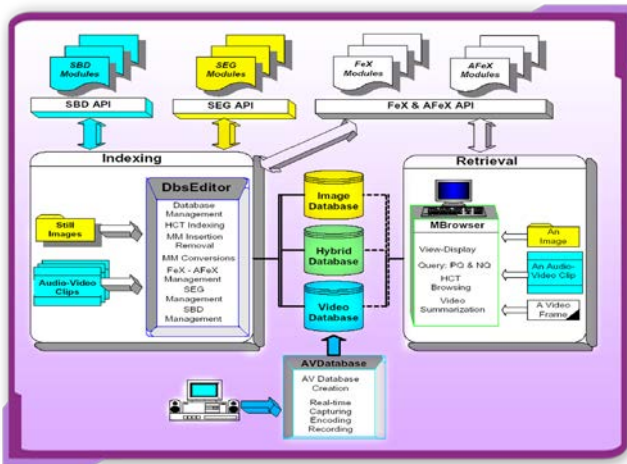 SBD
Modules
SEG
Modules
FeX
Modules
AFeX
Modules
SBD API
SEG API
FeX & AFeX API
Indexing
Retrieval
DbsEditor
Database
Management
HCT Indexing
MM Insertion
Removal
MM Conversions
FeX - AFeX
Management
SEG
Management
SBD
Management
Still
Images
Audio-Video
Clips
Image
Database
Hybrid
Database
Video
Database
MBrowser
View-Display
Query: PQ & NQ
HCT
Browsing
Video
Summarization
An
Image
An Audio-
Video Clip
A Video
Frame
AVDatabase
AV Database
Creation
Real-time
Capturing
Encoding
Recording